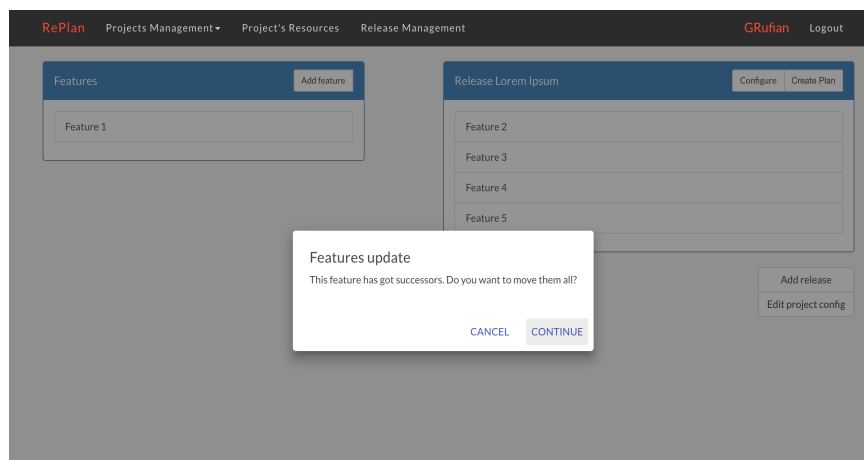 RePlan Projects Management Project's Resources Release Management GRufian Logout
Features Add feature
Feature 1
Release Lorem Ipsum Configure Create Plan
Feature 2
Feature 3
Feature 4
Feature 5
Features update
This feature has got successors. Do you want to move them all?
CANCEL CONTINUE
Add release
Edit project config